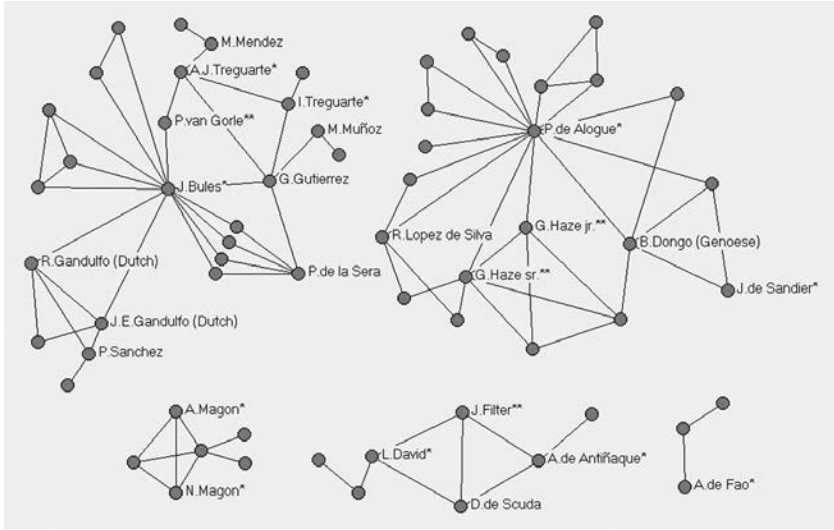 M.Mendez
A.J.Treguarte*
I.Treguarte*
P.van Gorle**
M.Muñoz
J.Bules*
G.Gutierrez
R.Gandulfo (Dutch)
P.de la Sera
J.E.Gandulfo (Dutch)
P.Sanchez
P.de Alogue*
R.Lopez de Silva
G.Haze jr.**
B.Dongo (Genoese)
G.Haze sr.**
J.de Sandier*
A.Magon*
N.Magon*
J.Filter**
L.David*
A.de Antiñaque*
D.de Scuda
A.de Fao*